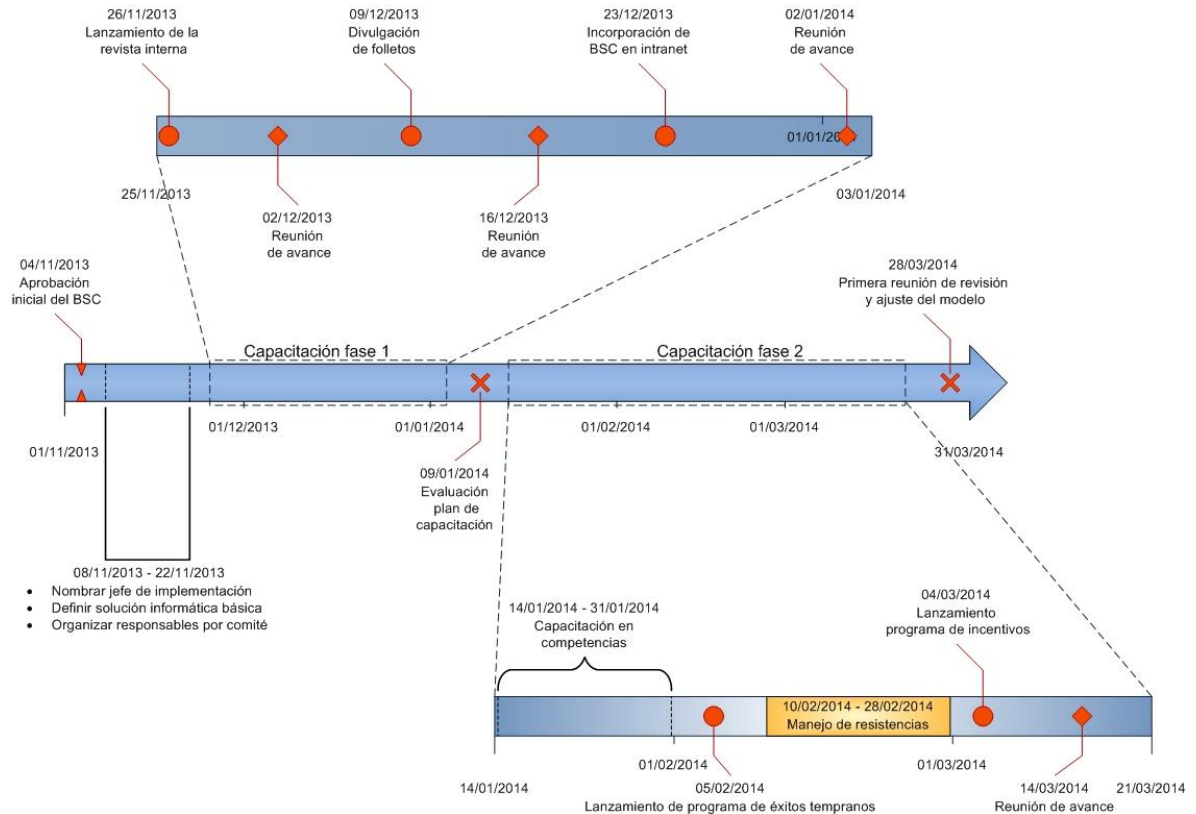 26/11/2013
Lanzamiento de la
revista interna
09/12/2013
Divulgación
de folletos
23/12/2013
Incorporación de
BSC en intranet
02/01/2014
Reunión
de avance
01/01/2014
25/11/2013
03/01/2014
02/12/2013
Reunión
de avance
16/12/2013
Reunión
de avance
04/11/2013
Aprobación
inicial del BSC
28/03/2014
Primera reunión de revisión
y ajuste del modelo
Capacitación fase 1
Capacitación fase 2
01/11/2013
01/12/2013
01/01/2014
01/02/2014
01/03/2014
31/03/2014
09/01/2014
Evaluación
plan de
capacitación
08/11/2013 - 22/11/2013
• Nombrar jefe de implementación
• Definir solución informática básica
• Organizar responsables por comité
14/01/2014 - 31/01/2014
Capacitación en
competencias
04/03/2014
Lanzamiento
programa de incentivos
10/02/2014 - 28/02/2014
Manejo de resistencias
01/02/2014
01/03/2014
14/01/2014
05/02/2014
Lanzamiento de programa de éxitos tempranos
14/03/2014
Reunión de avance
21/03/2014